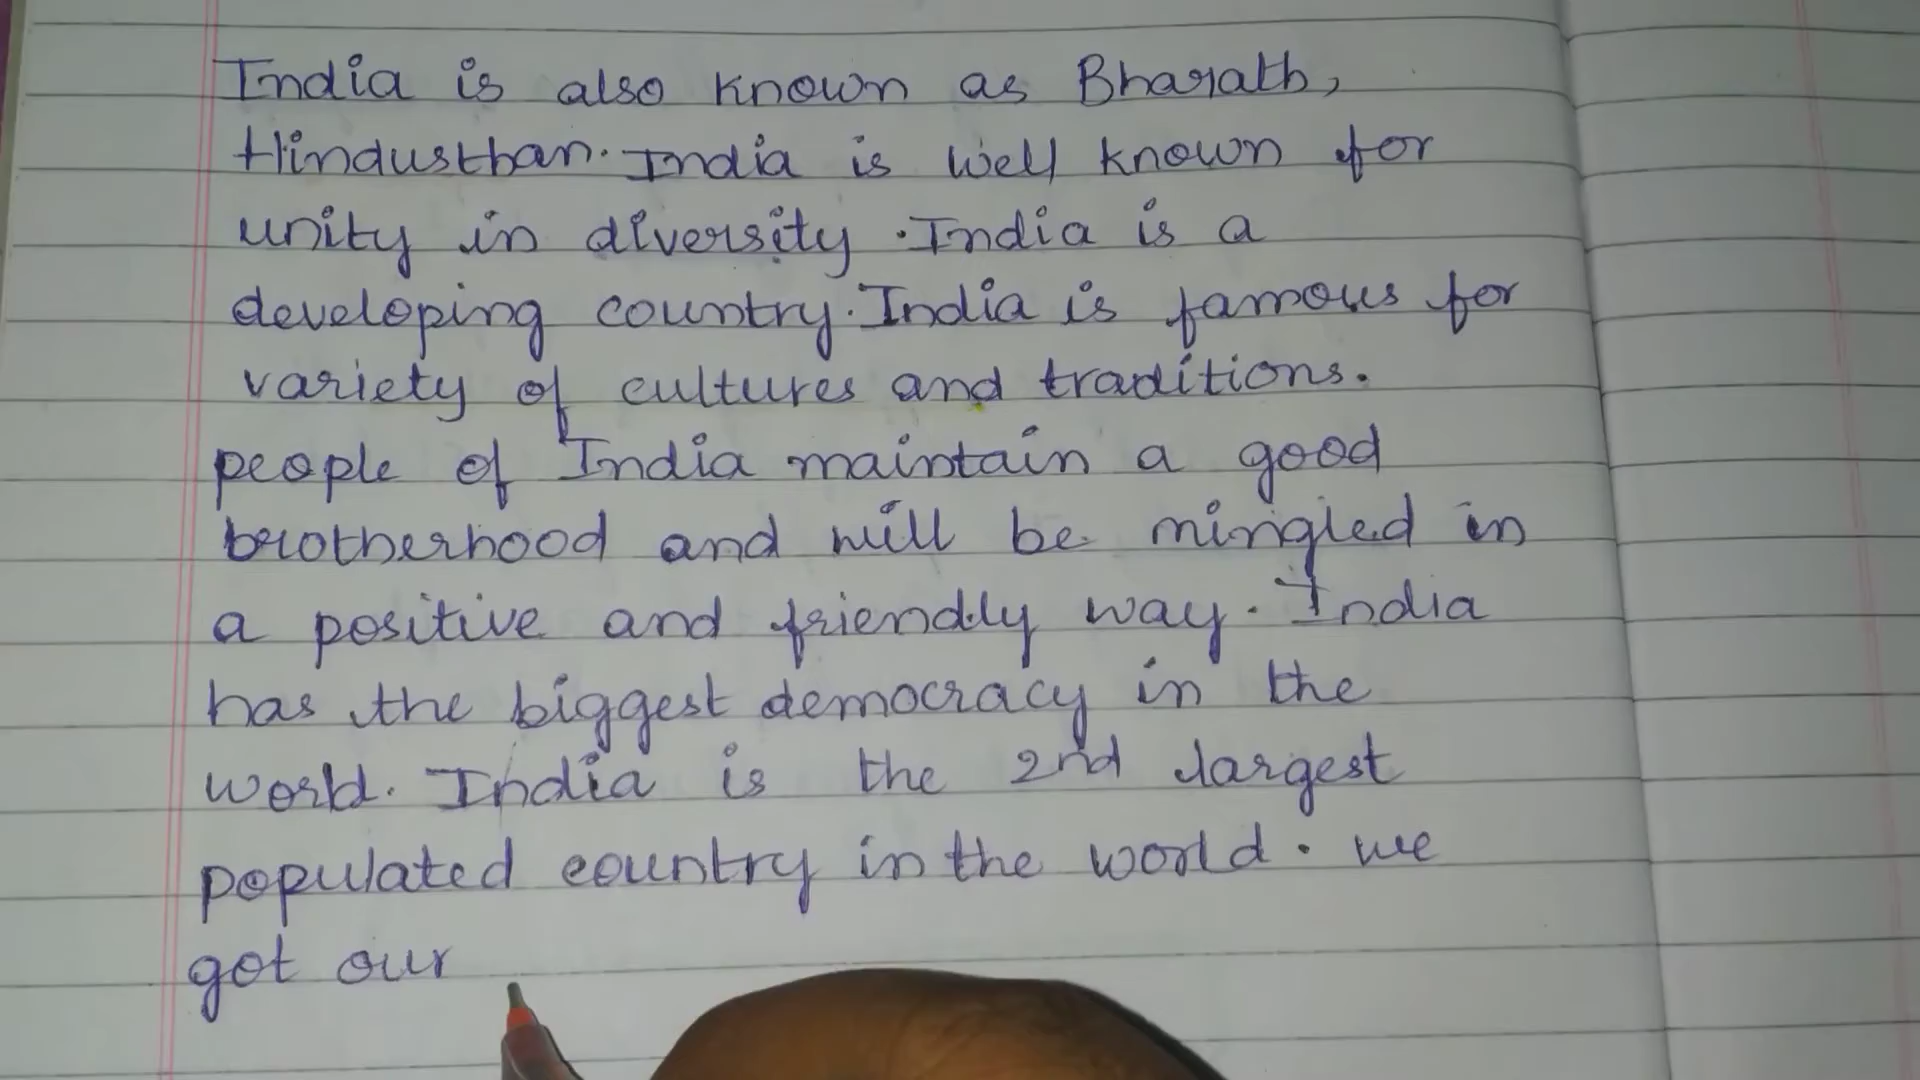 India is also known as Bharath,
Hindusthan. India is well known for
unity in diversity. India is a
developing country. India is famous for
variety of cultures and traditions.
people of India maintain a good
brotherhood and will be mingled in
a positive and friendly way. India
has the biggest democracy in the
world. India is the 2nd largest
populated country in the world. we
got our